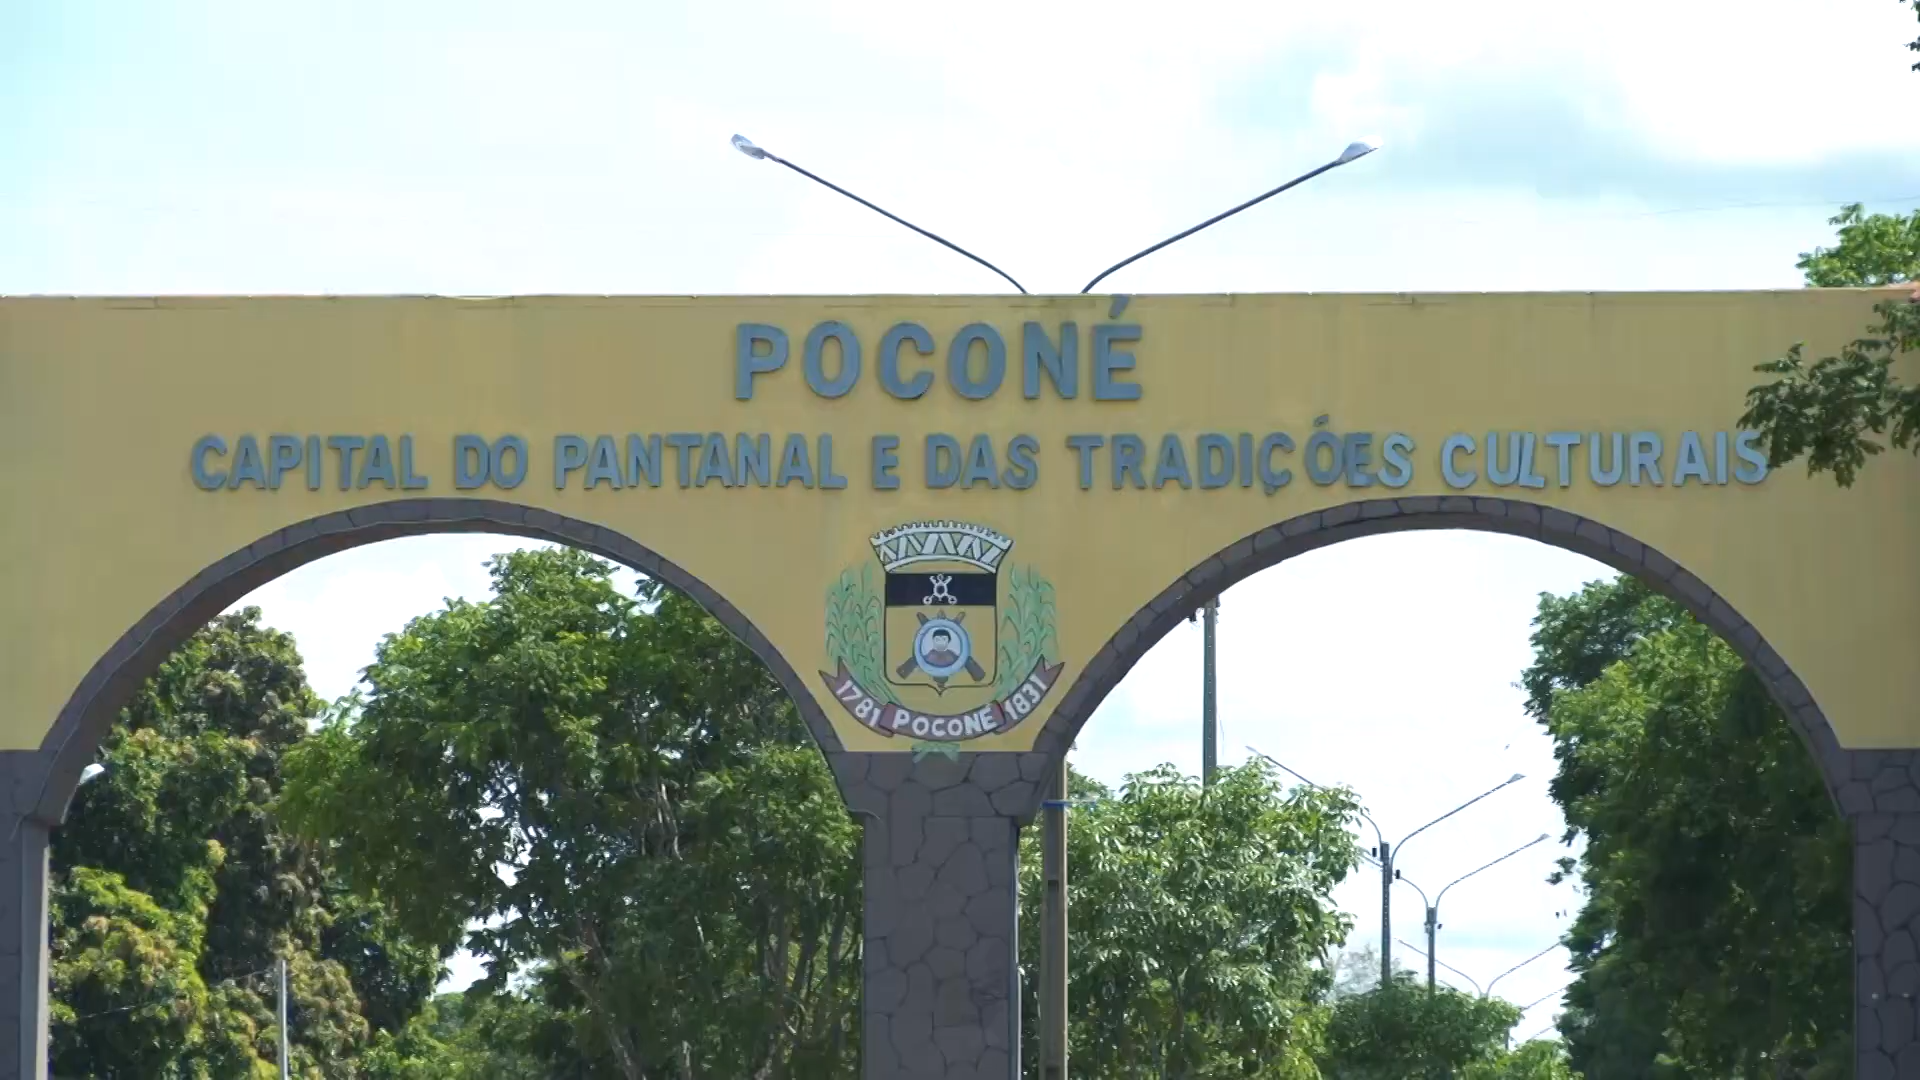 POCONÉ
CAPITAL DO PANTANAL E DAS TRADIÇÕES CULTURAIS
1781 POCONÉ 1831